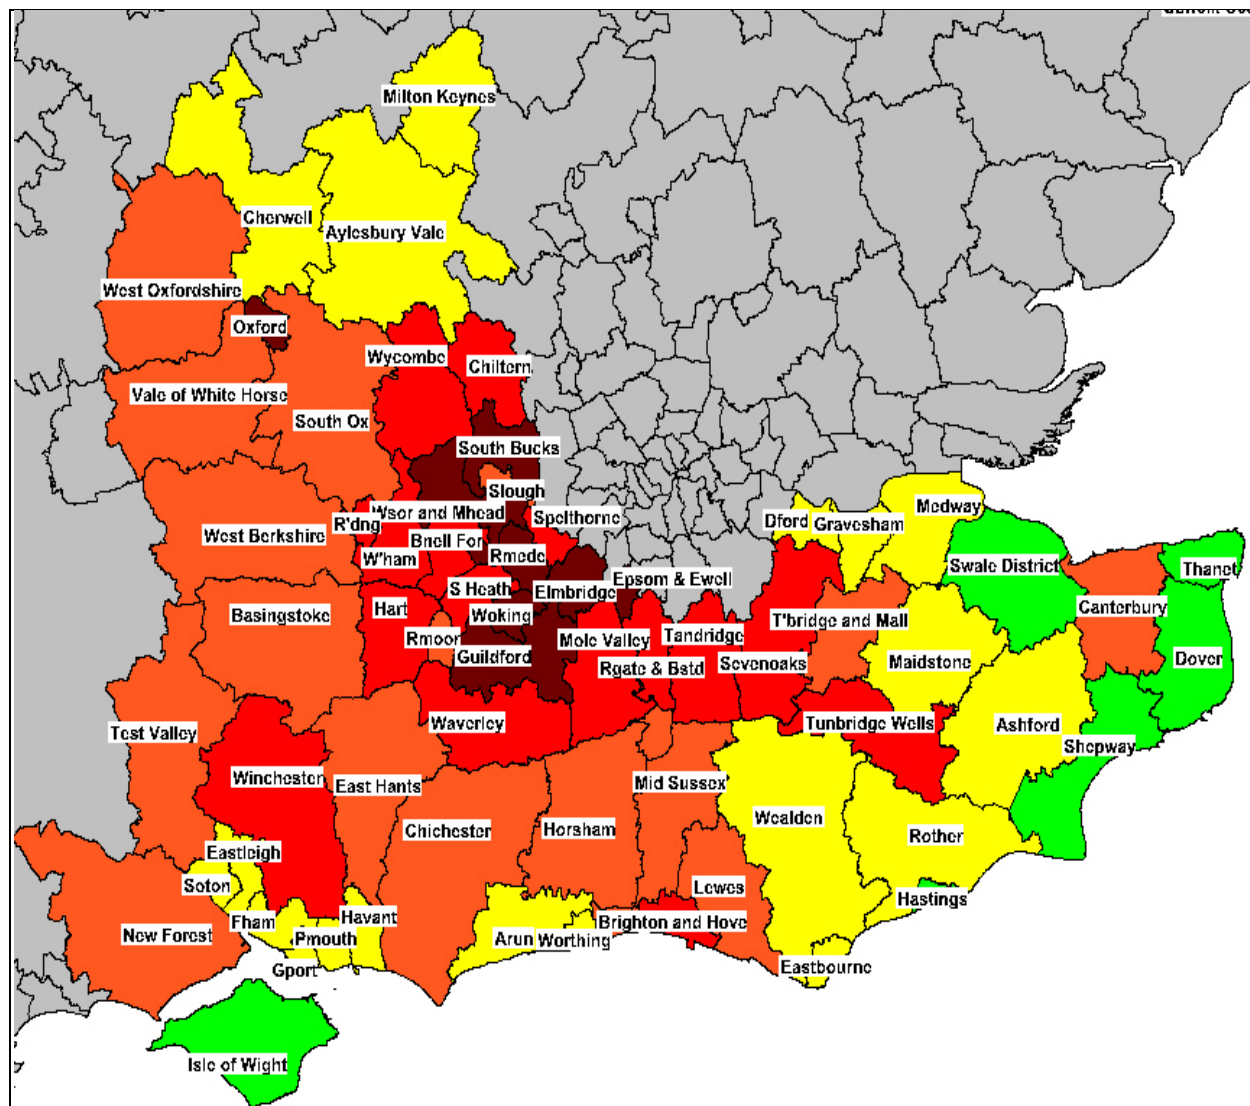 Milton Keynes
Cherwell
Aylesbury Vale
West Oxfordshire
Oxford
Wycombe
Chiltern
Vale of White Horse
South Ox
South Bucks
Slough
Wsor and Mhead
Spelthorne
R'dng
West Berkshire
Bnell For
Rmede
W'ham
Dford
Gravesham
Medway
Swale District
Thanet
S Heath
Elmbridge
Epsom & Ewell
Hart
Basingstoke
Woking
Rmoor
Guildford
Mole Valley
Tandridge
T'bridge and Mall
Canterbury
Rgate & Bstd
Sevenoaks
Maidstone
Dover
Waverley
Tunbridge Wells
Ashford
Test Valley
Shepway
Winchester
East Hants
Mid Sussex
Chichester
Horsham
Wealden
Rother
Eastleigh
Soton
Lewes
Hastings
Fham
Havant
Brighton and Hove
New Forest
Pmouth
Arun
Worthing
Gport
Eastbourne
Isle of Wight